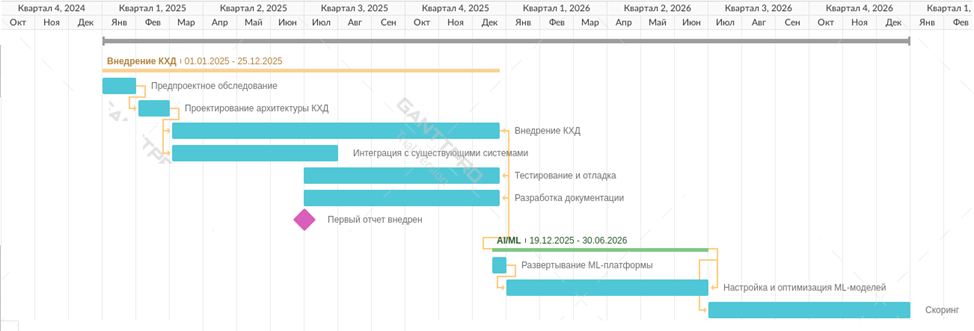 Квартал 4, 2024 Квартал 1, 2025 Квартал 2, 2025 Квартал 3, 2025 Квартал 4, 2025 Квартал 1, 2026 Квартал 2, 2026 Квартал 3, 2026 Квартал 4, 2026 Квартал 1,
Окт Ноя Дек Янв Фев Мар Апр Май Июн Июл Авг Сен Окт Ноя Дек Янв Фев Мар Апр Май Июн Июл Авг Сен Окт Ноя Дек Янв Фев
Внедрение КХД 01.01.2025 - 25.12.2025
Предпроектное обследование
Проектирование архитектуры КХД
Внедрение КХД
Интеграция с существующими системами
Тестирование и отладка
Разработка документации
Первый отчет внедрен
AI/ML 19.12.2025 - 30.06.2026
Развертывание ML-платформы
Настройка и оптимизация ML-моделей
Скоринг
GANTTPRO
Trial version